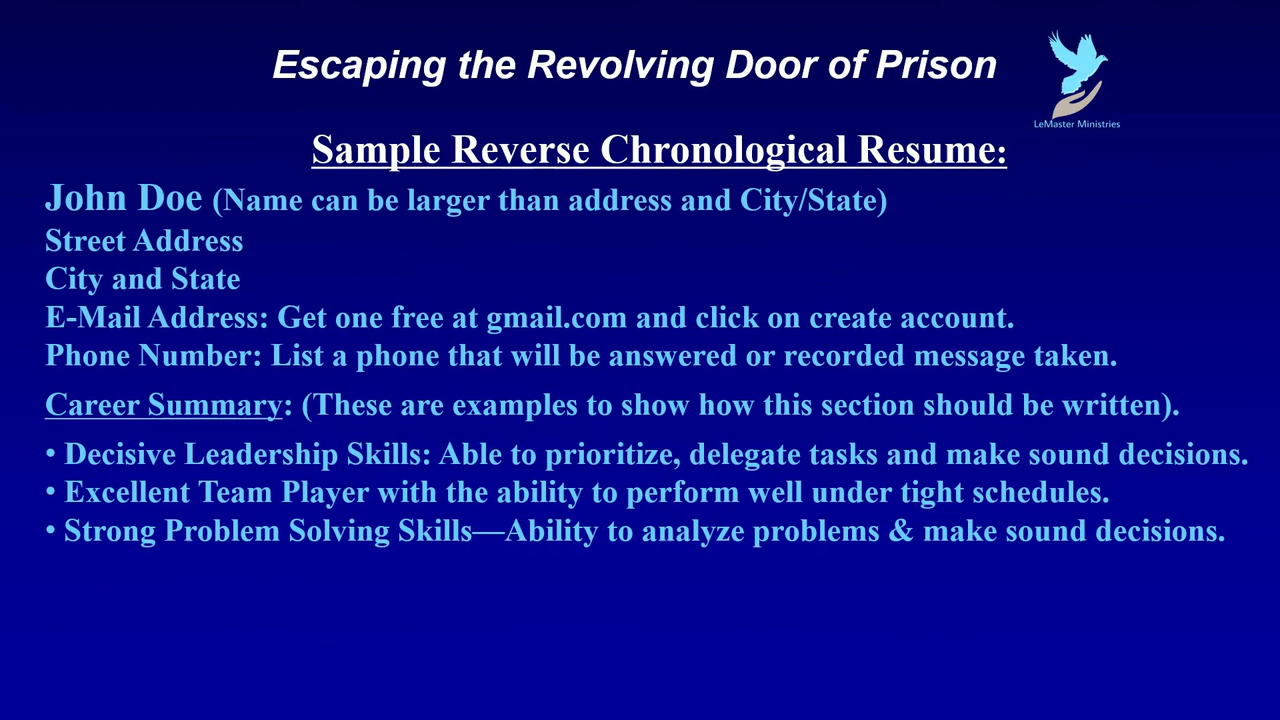 Escaping the Revolving Door of Prison
LeMaster Ministries
Sample Reverse Chronological Resume:
John Doe (Name can be larger than address and City/State)
Street Address
City and State
E-Mail Address: Get one free at gmail.com and click on create account.
Phone Number: List a phone that will be answered or recorded message taken.
Career Summary: (These are examples to show how this section should be written).
• Decisive Leadership Skills: Able to prioritize, delegate tasks and make sound decisions.
• Excellent Team Player with the ability to perform well under tight schedules.
• Strong Problem Solving Skills—Ability to analyze problems & make sound decisions.